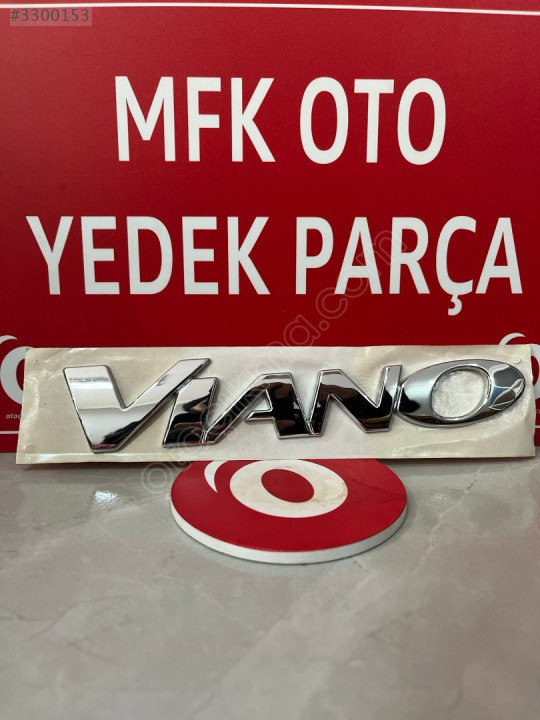 #3300153
MFK OTO
YEDEK PARÇA
VIANO